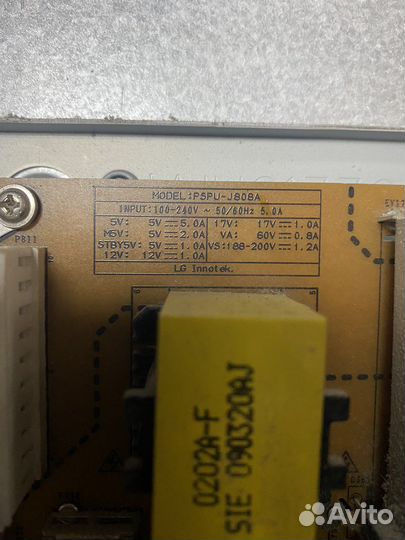 MODEL:PSPU-J808A
INPUT:100-240V ~ 50/60Hz 5.0A
5V: 5V⎓5.0A 17V: 17V⎓1.0A
M5V: 5V⎓2.0A VA: 60V⎓0.8A
STBY5V: 5V⎓1.0A VS:188-200V⎓1.2A
12V: 12V⎓1.0A
LG Innotek.
P811
0202A-F
SIE 090320AJ
Avito